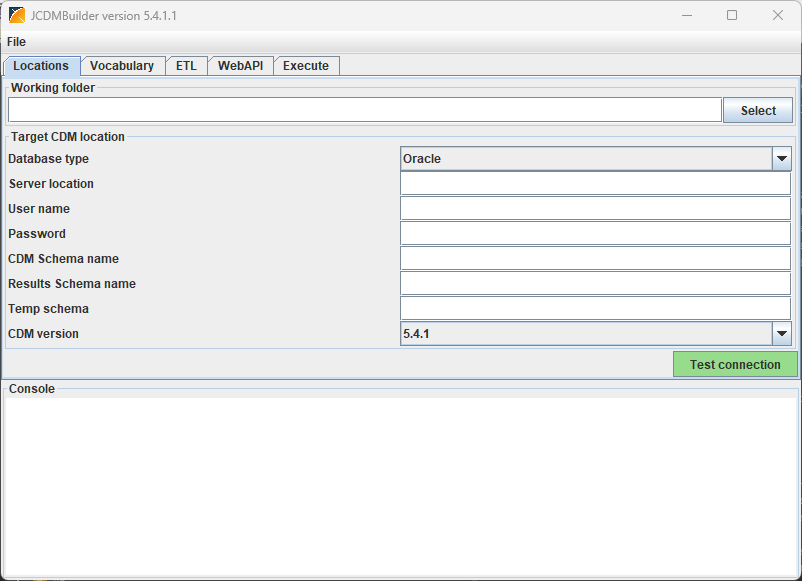 JCDMBuilder version 5.4.1.1
File
Locations Vocabulary ETL WebAPI Execute
Working folder
Select
Target CDM location
Database type Oracle
Server location
User name
Password
CDM Schema name
Results Schema name
Temp schema
CDM version 5.4.1
Test connection
Console